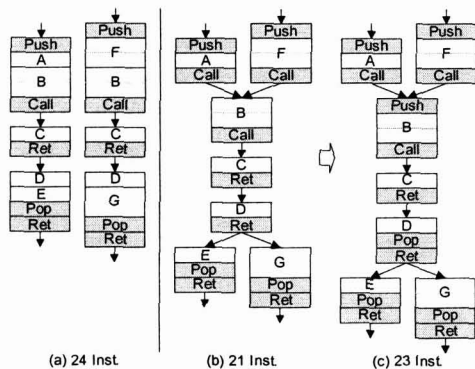 Push
A
B
Call
C
Ret
D
E
Pop
Ret
Push
F
B
Call
C
Ret
D
G
Pop
Ret
(a) 24 Inst.
Push
A
Call
Push
F
Call
B
Call
C
Ret
D
Ret
E
Pop
Ret
G
Pop
Ret
(b) 21 Inst.
Push
A
Call
Push
F
Call
Push
B
Call
C
Ret
D
Pop
Ret
E
Pop
Ret
G
Pop
Ret
(c) 23 Inst.